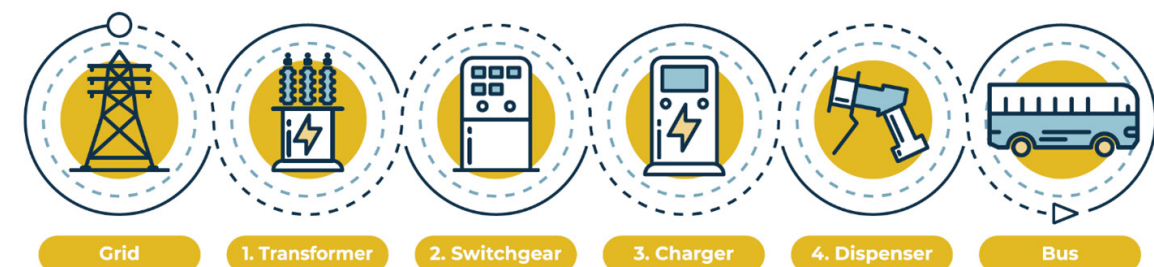 Grid
1. Transformer
2. Switchgear
3. Charger
4. Dispenser
Bus